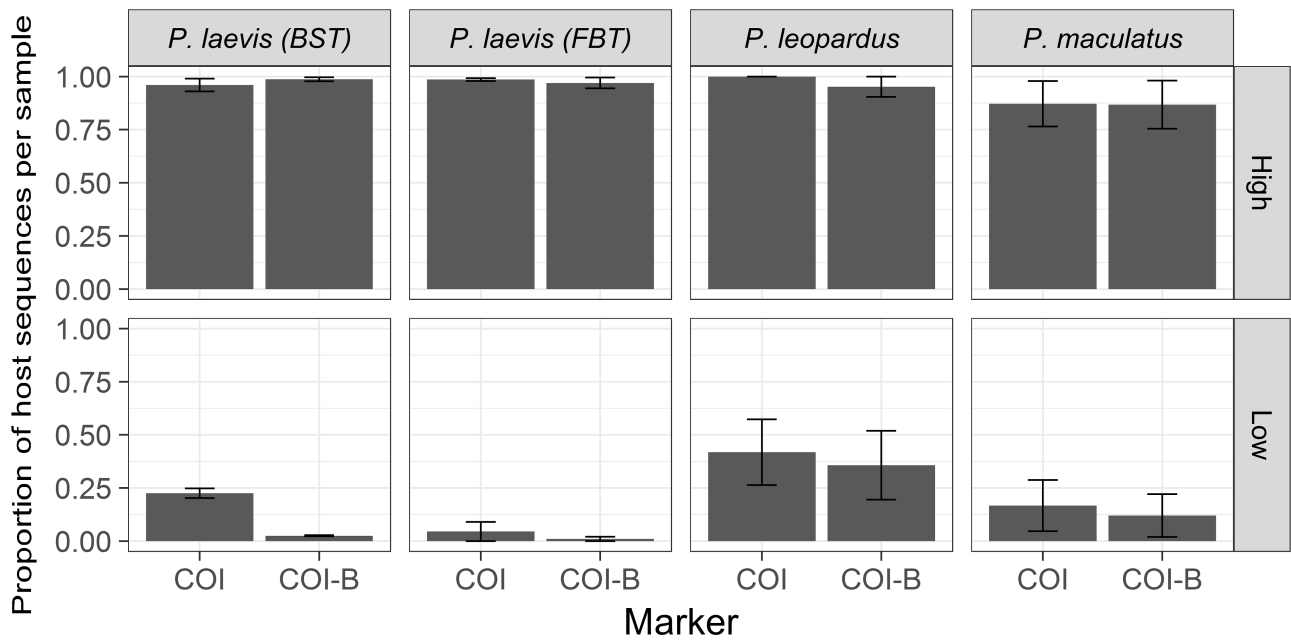 P. laevis (BST)
P. laevis (FBT)
P. leopardus
P. maculatus
Proportion of host sequences per sample
1.00
0.75
0.50
0.25
0.00
High
1.00
0.75
0.50
0.25
0.00
Low
COI
COI-B
COI
COI-B
COI
COI-B
COI
COI-B
Marker